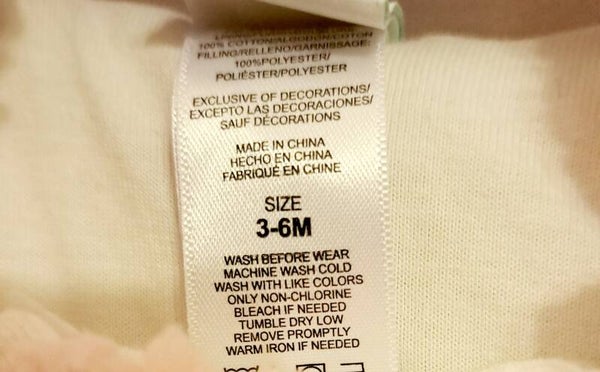 100% COTTON/ALGODÓN/COTON
FILLING/RELLENO/GARNISSAGE:
100%POLYESTER/
POLIÉSTER/POLYESTER
EXCLUSIVE OF DECORATIONS/
EXCEPTO LAS DECORACIONES/
SAUF DÉCORATIONS
MADE IN CHINA
HECHO EN CHINA
FABRIQUÉ EN CHINE
SIZE
3-6M
WASH BEFORE WEAR
MACHINE WASH COLD
WASH WITH LIKE COLORS
ONLY NON-CHLORINE
BLEACH IF NEEDED
TUMBLE DRY LOW
REMOVE PROMPTLY
WARM IRON IF NEEDED